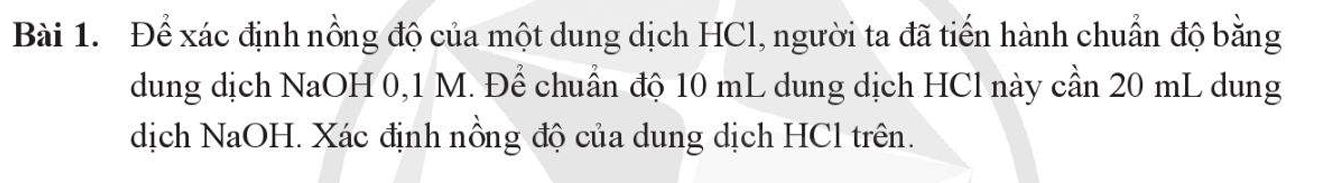 Bài 1. Để xác định nồng độ của một dung dịch HCl, người ta đã tiến hành chuẩn độ bằng
dung dịch NaOH 0,1 M. Để chuẩn độ 10 mL dung dịch HCl này cần 20 mL dung
dịch NaOH. Xác định nồng độ của dung dịch HCl trên.